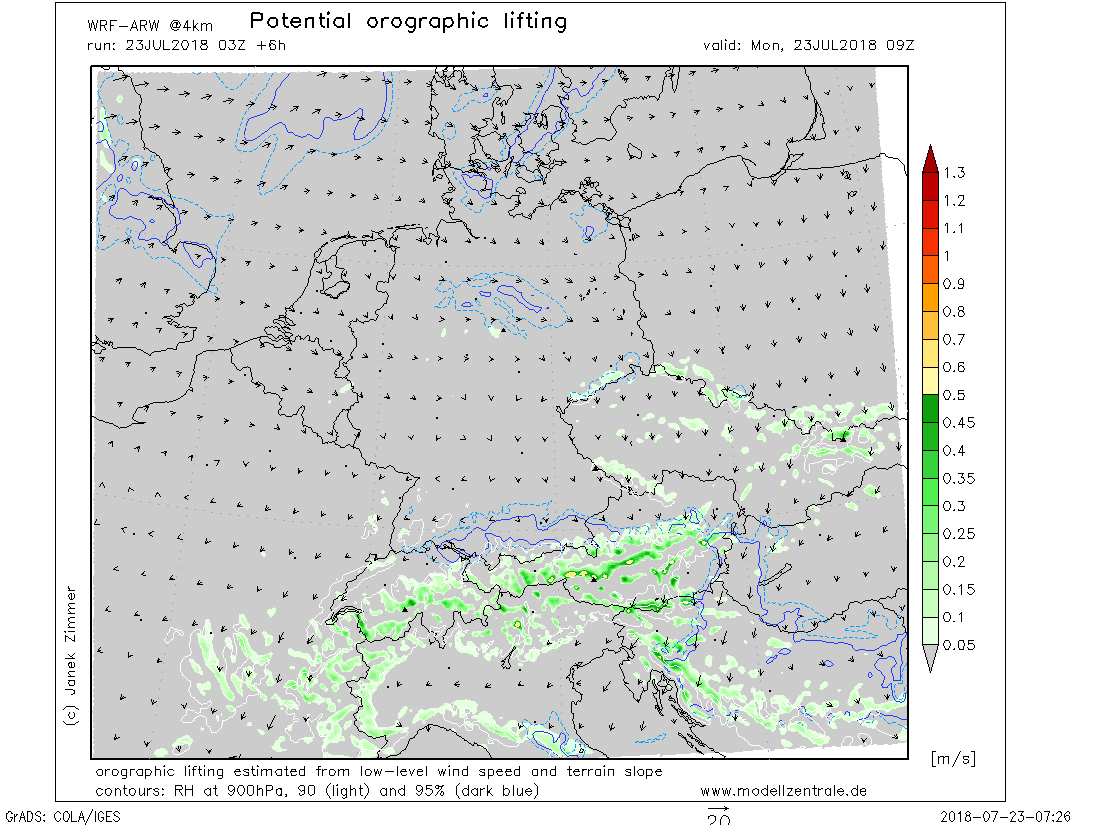 WRF-ARW @4km
Potential orographic lifting
run: 23JUL2018 03Z +6h
valid: Mon, 23JUL2018 09Z
1.3
1.2
1.1
1
0.9
0.8
0.7
0.6
0.5
0.45
0.4
0.35
0.3
0.25
0.2
0.15
0.1
0.05
[m/s]
(c) Janek Zimmer
orographic lifting estimated from low-level wind speed and terrain slope
contours: RH at 900hPa, 90 (light) and 95% (dark blue)
www.modellzentrale.de
20
GrADS: COLA/IGES
2018-07-23-07:26